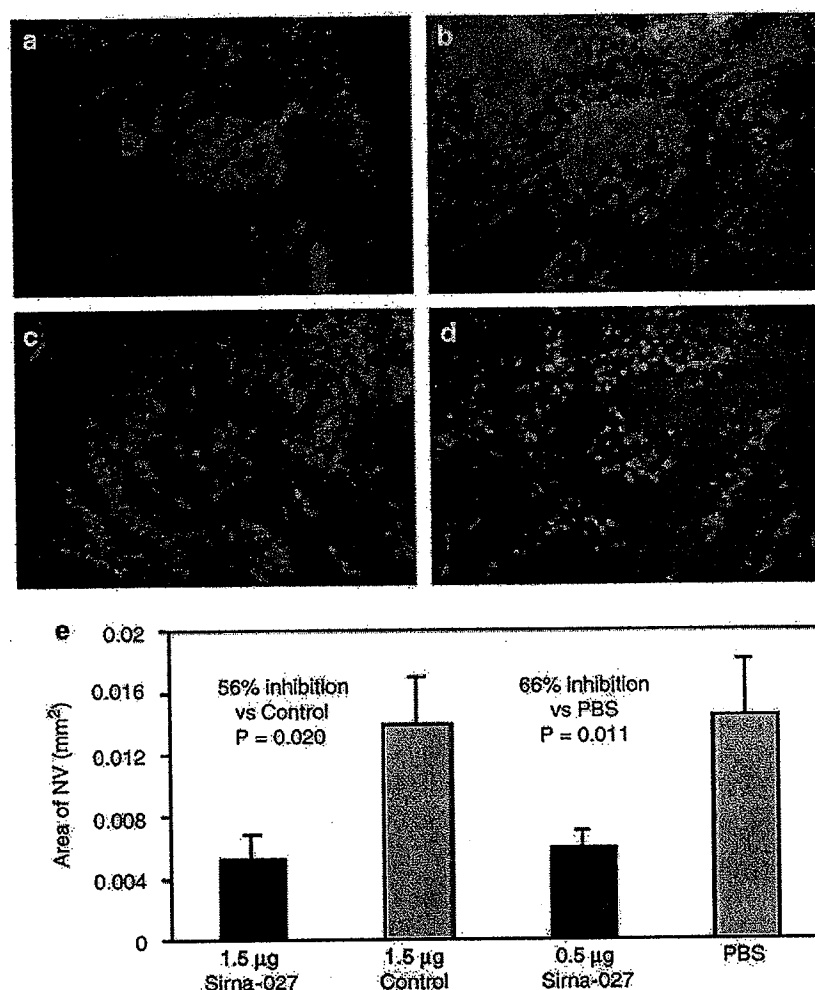 a
b
c
d
e
0.02
0.016
0.012
0.008
0.004
0
Area of NV (mm²)
56% inhibition
vs Control
P = 0.020
66% inhibition
vs PBS
P = 0.011
1.5 µg
Sirna-027
1.5 µg
Control
0.5 µg
Sirna-027
PBS